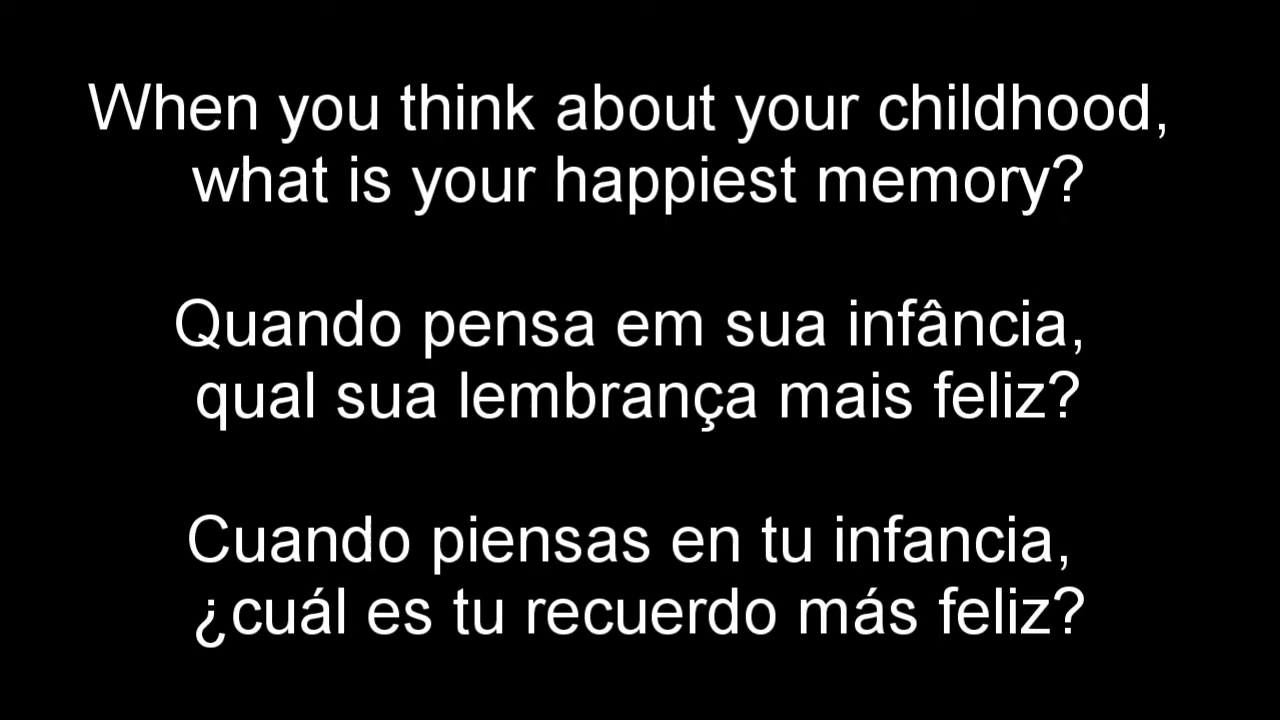 When you think about your childhood,
what is your happiest memory?
Quando pensa em sua infância,
qual sua lembrança mais feliz?
Cuando piensas en tu infancia,
¿cuál es tu recuerdo más feliz?